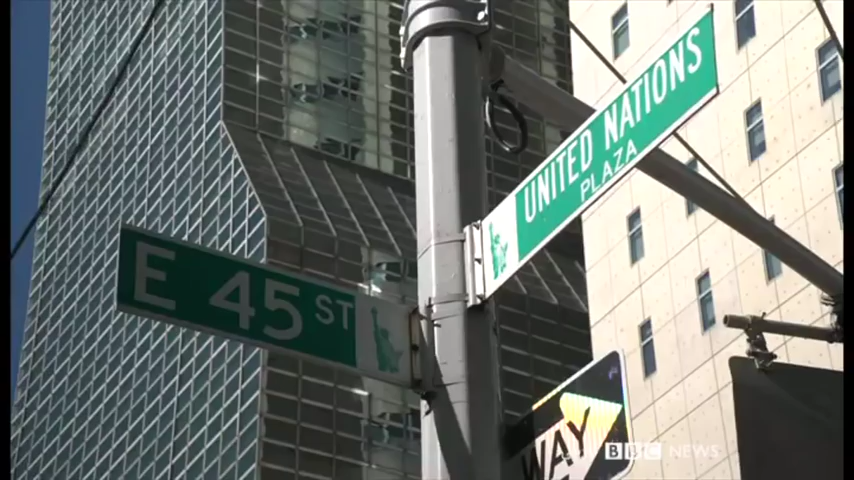 UNITED NATIONS
PLAZA
E 45 ST
WAY
BBC NEWS